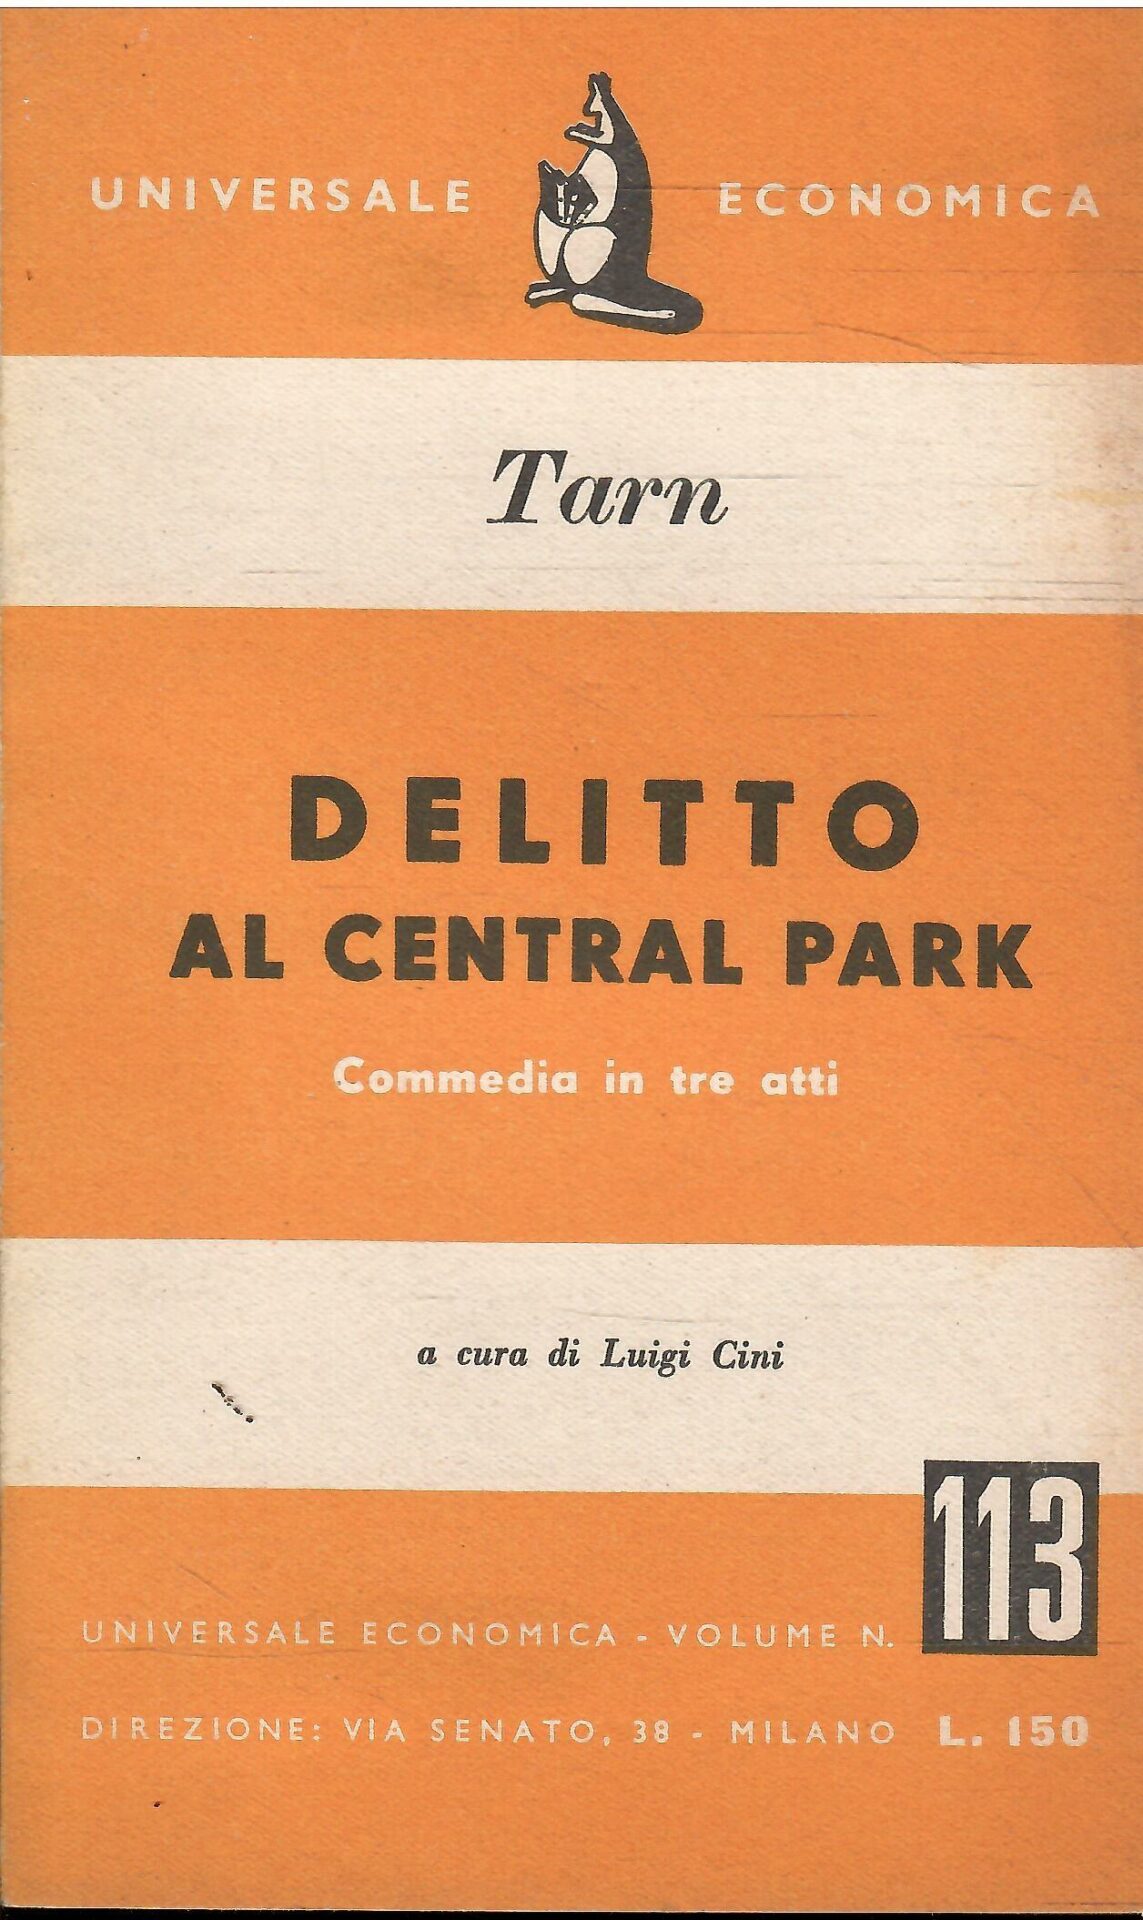 UNIVERSALE ECONOMICA
Tarn
DELITTO
AL CENTRAL PARK
Commedia in tre atti
a cura di Luigi Cini
113
UNIVERSALE ECONOMICA - VOLUME N.
DIREZIONE: VIA SENATO, 38 - MILANO L. 150